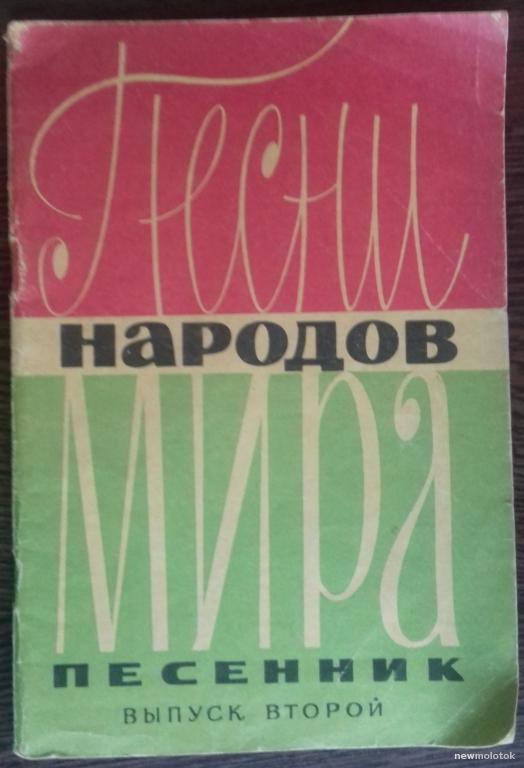 Песни
народов
мира
песенник
выпуск второй
newmolotok